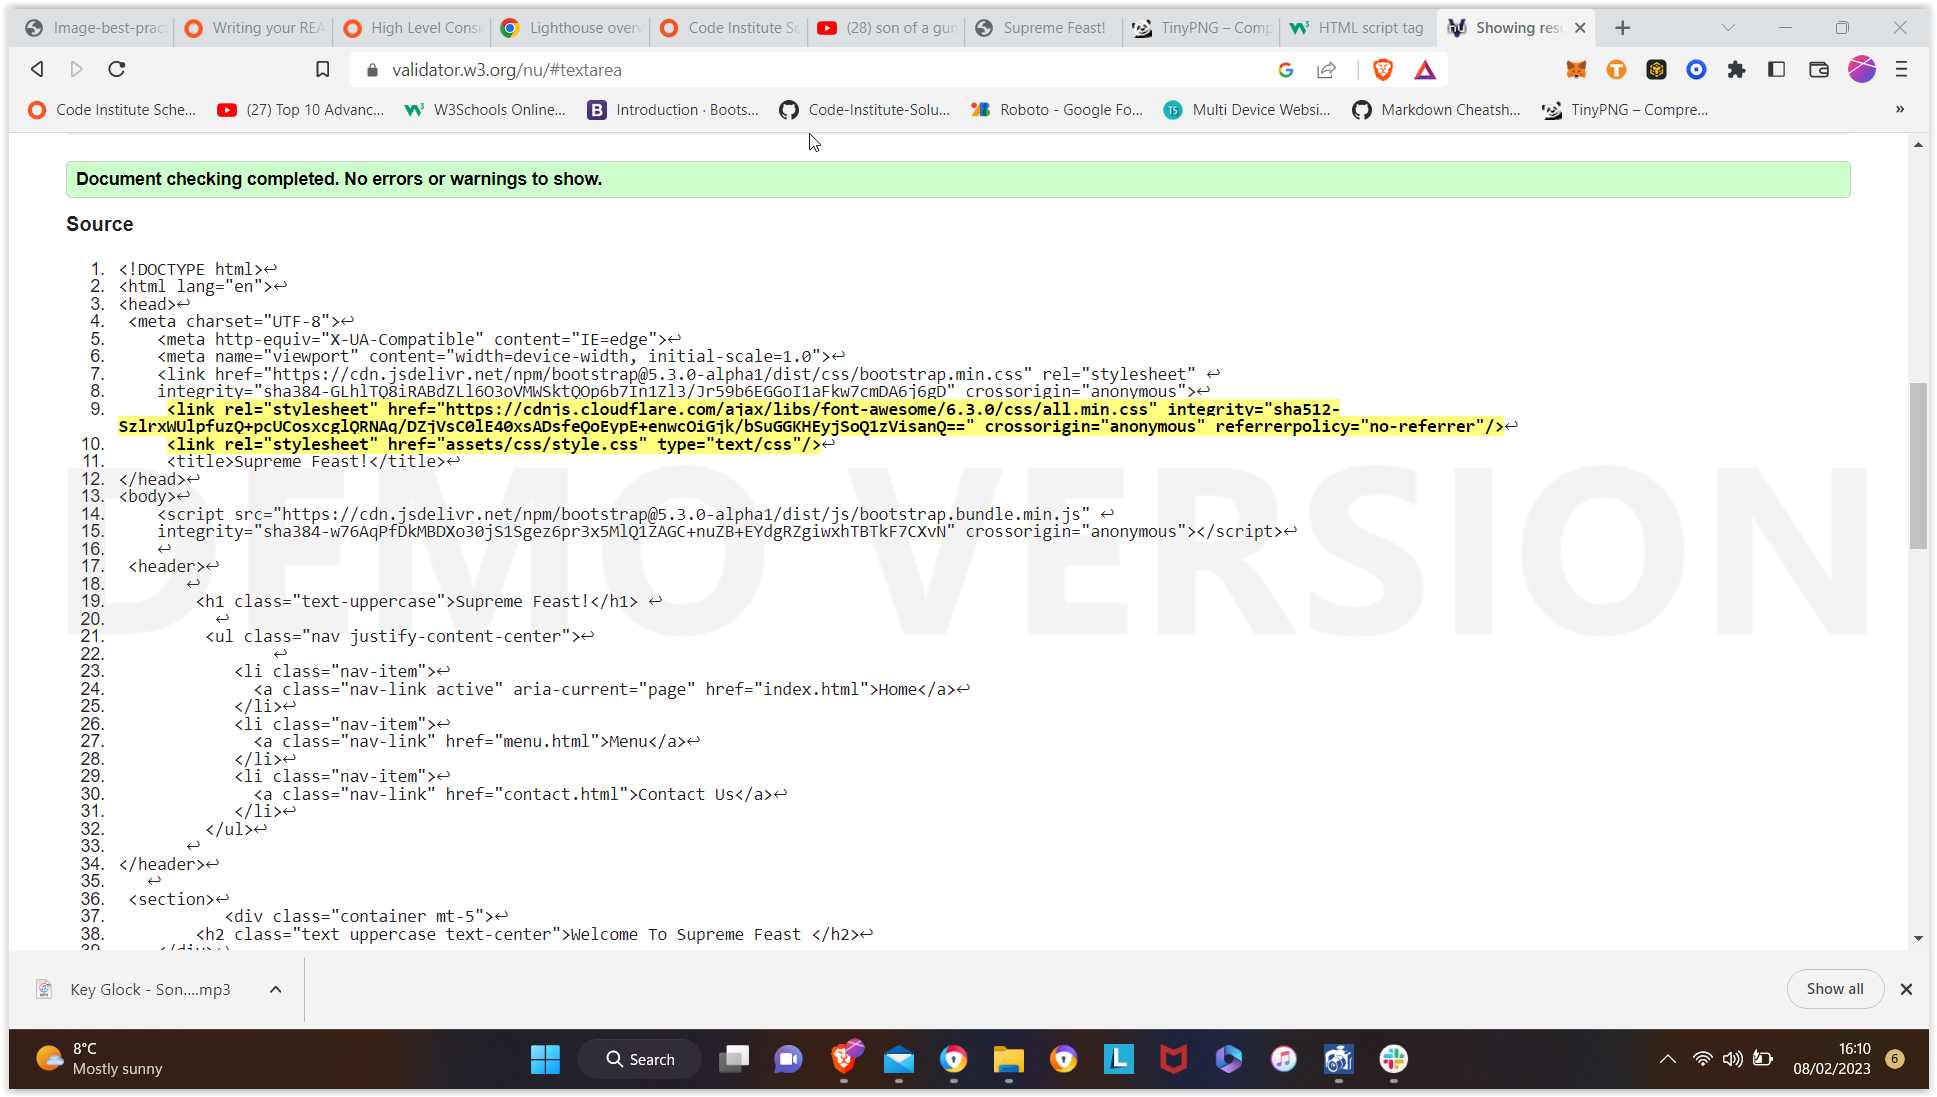 Image-best-pract
Writing your REA
High Level Consi
Lighthouse overv
Code Institute Sc
(28) son of a gun
Supreme Feast!
TinyPNG – Comp
HTML script tag
Showing resu
validator.w3.org/nu/#textarea
Code Institute Sche...
(27) Top 10 Advanc...
W3Schools Online...
Introduction · Boots...
Code-Institute-Solu...
Roboto - Google Fo...
Multi Device Websi...
Markdown Cheatsh...
TinyPNG – Compre...
»
Document checking completed. No errors or warnings to show.
Source
1. <!DOCTYPE html>↩
2. <html lang="en">↩
3. <head>↩
4. <meta charset="UTF-8">↩
5. <meta http-equiv="X-UA-Compatible" content="IE=edge">↩
6. <meta name="viewport" content="width=device-width, initial-scale=1.0">↩
7. <link href="https://cdn.jsdelivr.net/npm/bootstrap@5.3.0-alpha1/dist/css/bootstrap.min.css" rel="stylesheet" ↩
8. integrity="sha384-GLhlTQ8iRABdZLl6O3oVMWSktQOp6b7In1Zl3/Jr59b6EGGoI1aFkw7cmDA6j6gD" crossorigin="anonymous">↩
9. <link rel="stylesheet" href="https://cdnjs.cloudflare.com/ajax/libs/font-awesome/6.3.0/css/all.min.css" integrity="sha512-
SzlrxWUlpfuzQ+pcUCosxcglQRNAq/DZjVsC0lE40xsADsfeQoEypE+enwcOiGjk/bSuGGKHEyjSoQ1zVisanQ==" crossorigin="anonymous" referrerpolicy="no-referrer"/>↩
10. <link rel="stylesheet" href="assets/css/style.css" type="text/css"/>↩
11. <title>Supreme Feast!</title>↩
12. </head>↩
13. <body>↩
14. <script src="https://cdn.jsdelivr.net/npm/bootstrap@5.3.0-alpha1/dist/js/bootstrap.bundle.min.js" ↩
15. integrity="sha384-w76AqPfDkMBDXo30jS1Sgez6pr3x5MlQ1ZAGC+nuZB+EYdgRZgiwxhTBTkF7CXvN" crossorigin="anonymous"></script>↩
16. ↩
17. <header>↩
18. ↩
19. <h1 class="text-uppercase">Supreme Feast!</h1> ↩
20. ↩
21. <ul class="nav justify-content-center">↩
22. ↩
23. <li class="nav-item">↩
24. <a class="nav-link active" aria-current="page" href="index.html">Home</a>↩
25. </li>↩
26. <li class="nav-item">↩
27. <a class="nav-link" href="menu.html">Menu</a>↩
28. </li>↩
29. <li class="nav-item">↩
30. <a class="nav-link" href="contact.html">Contact Us</a>↩
31. </li>↩
32. </ul>↩
33. ↩
34. </header>↩
35. ↩
36. <section>↩
37. <div class="container mt-5">↩
38. <h2 class="text uppercase text-center">Welcome To Supreme Feast </h2>↩
39. </div>↩
DEMO VERSION
Key Glock - Son....mp3
Show all
8°C
Mostly sunny
Search
16:10
08/02/2023
6